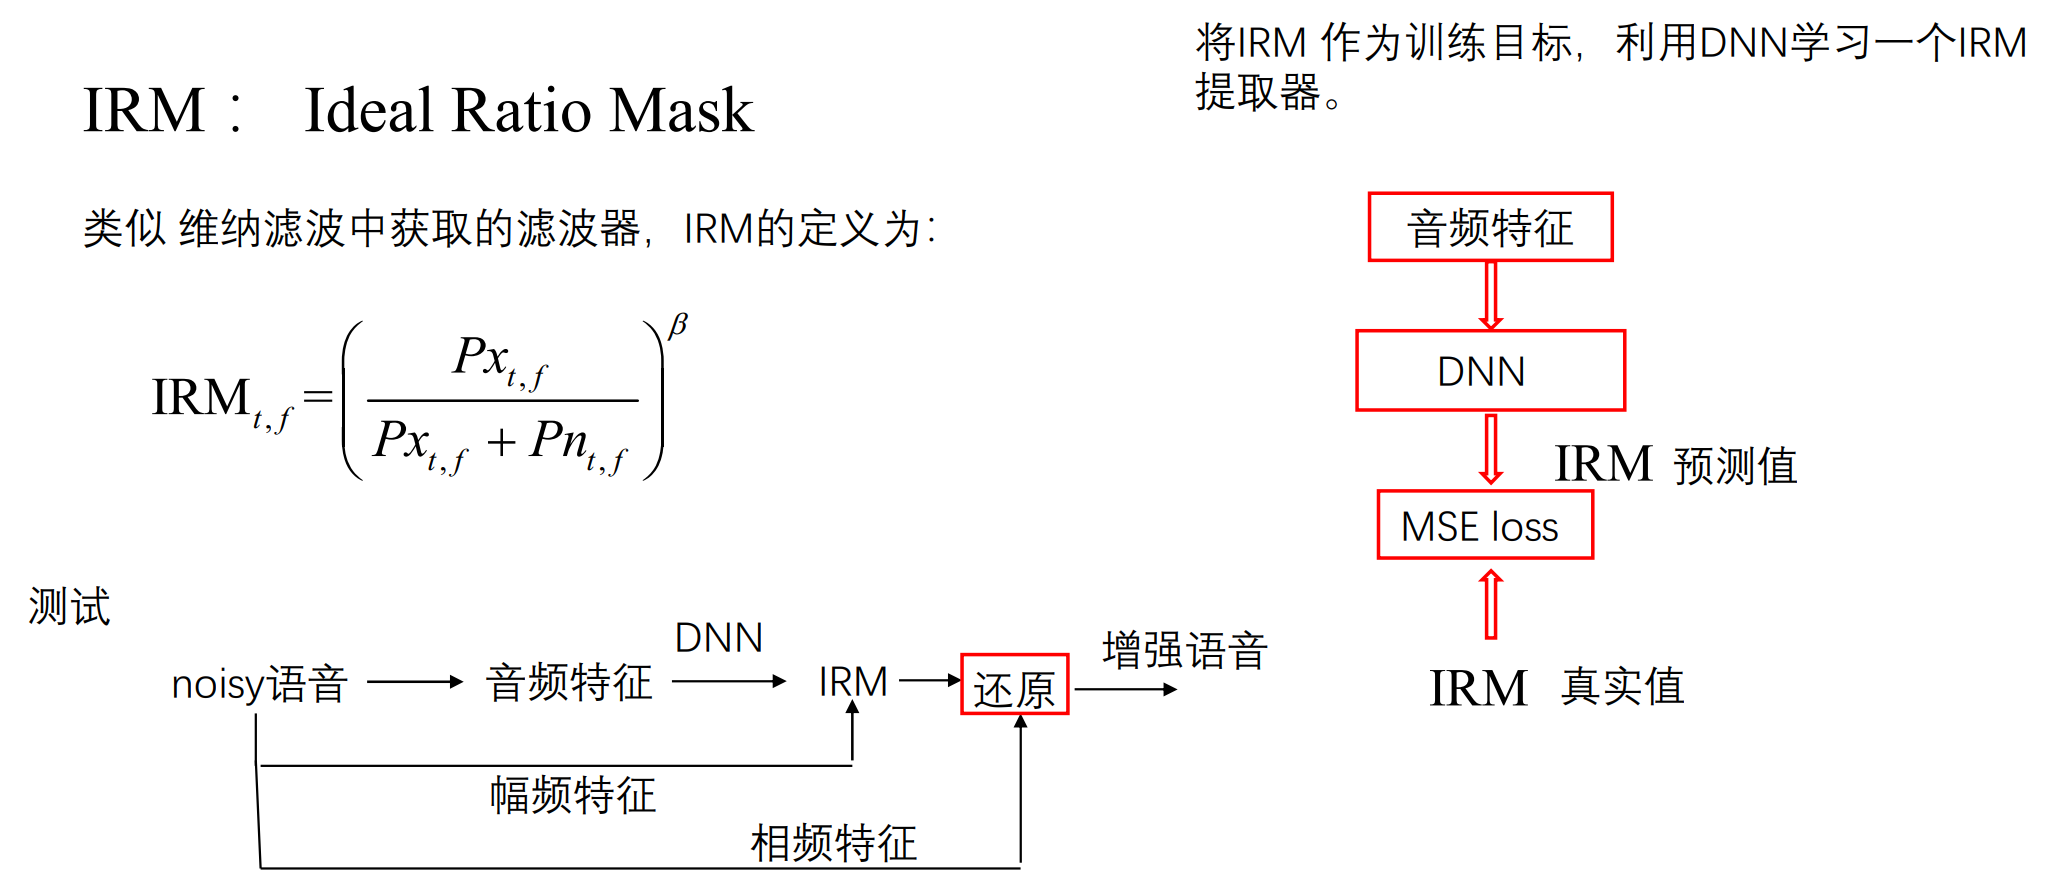 将IRM 作为训练目标,利用DNN学习一个IRM
提取器。
IRM： Ideal Ratio Mask
类似 维纳滤波中获取的滤波器,IRM的定义为：
IRM_{t,f} = \left( \frac{Px_{t,f}}{Px_{t,f} + Pn_{t,f}} \right)^{\beta}
音频特征
DNN
IRM 预测值
MSE loss
IRM 真实值
测试
noisy语音
音频特征
DNN
IRM
还原
增强语音
幅频特征
相频特征